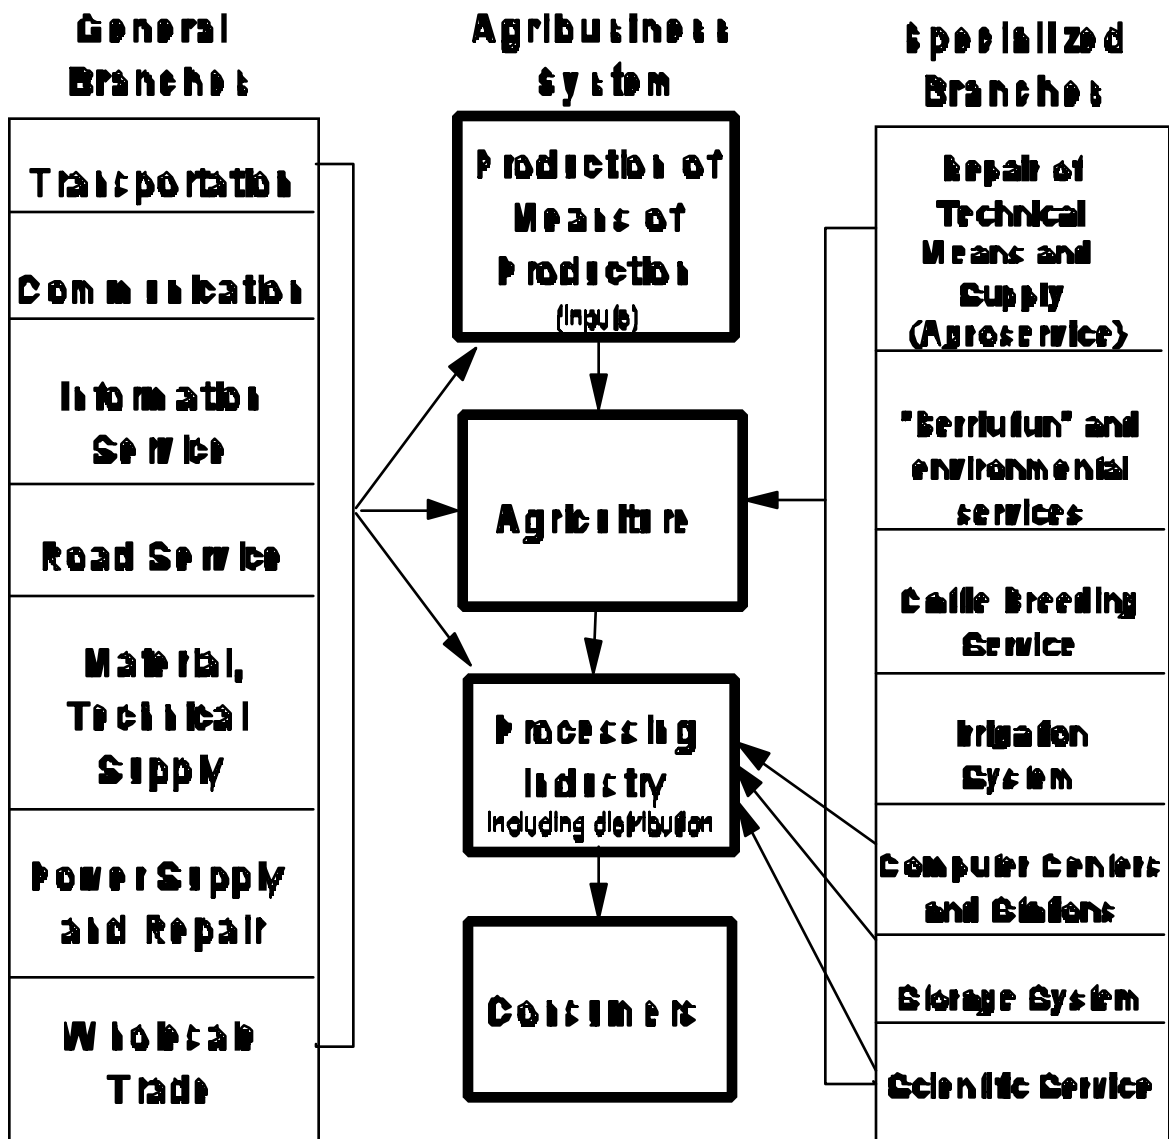 General
Branches
Transportation
Communication
Information
Service
Road Service
Material,
Technical
Supply
Power Supply
and Repair
Wholesale
Trade
Agribusiness
System
Production of
Means of
Production
(Inputs)
Agriculture
Processing
Industry
Including distribution
Consumers
Specialized
Branches
Repair of
Technical
Means and
Supply
(Agroservice)
and
environmental
services
Cattle Breeding
Service
Irrigation
System
Computer Centers
and Stations
Storage System
Scientific Service